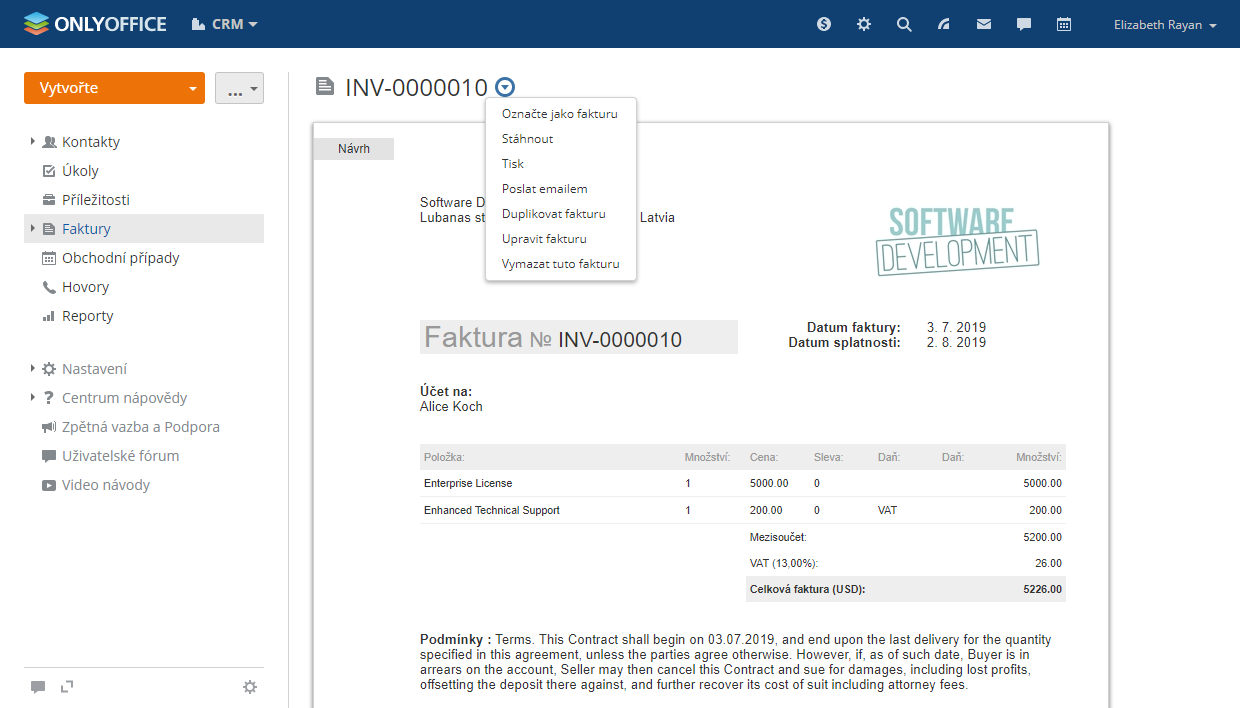 ONLYOFFICE CRM Elizabeth Rayan
Vytvořte ...
Kontakty
Úkoly
Příležitosti
Faktury
Obchodní případy
Hovory
Reporty
Nastavení
Centrum nápovědy
Zpětná vazba a Podpora
Uživatelské fórum
Video návody
INV-0000010
Označte jako fakturu
Stáhnout
Tisk
Poslat emailem
Duplikovat fakturu
Upravit fakturu
Vymazat tuto fakturu
Návrh
Software D
Lubanas st Latvia
SOFTWARE
DEVELOPMENT
Faktura № INV-0000010
Datum faktury: 3. 7. 2019
Datum splatnosti: 2. 8. 2019
Účet na:
Alice Koch
Položka: Množství: Cena: Sleva: Daň: Daň: Množství:
Enterprise License 1 5000.00 0 5000.00
Enhanced Technical Support 1 200.00 0 VAT 200.00
Mezisoučet: 5200.00
VAT (13,00%): 26.00
Celková faktura (USD): 5226.00
Podmínky : Terms. This Contract shall begin on 03.07.2019, and end upon the last delivery for the quantity
specified in this agreement, unless the parties agree otherwise. However, if, as of such date, Buyer is in
arrears on the account, Seller may then cancel this Contract and sue for damages, including lost profits,
offsetting the deposit there against, and further recover its cost of suit including attorney fees.